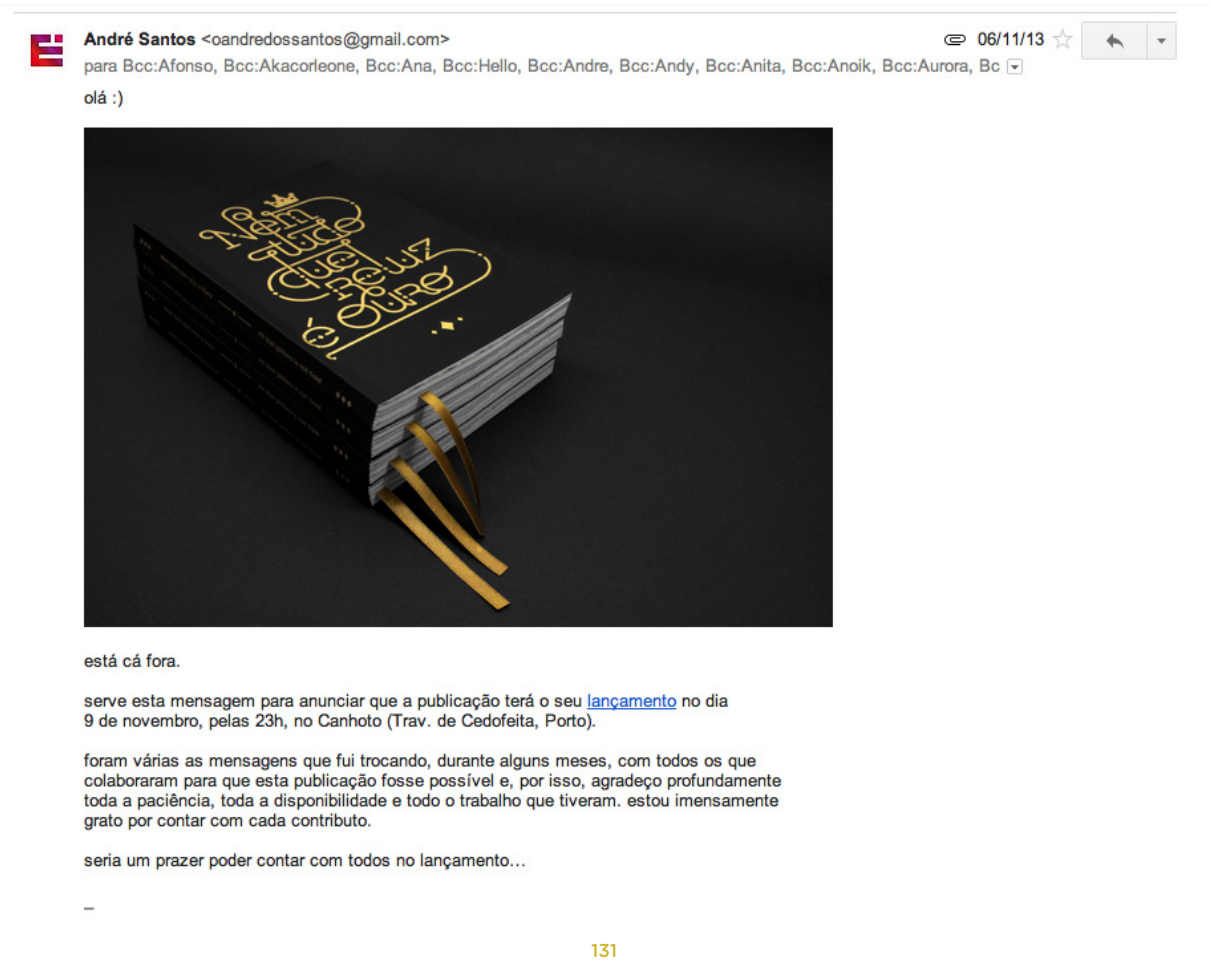 André Santos <oandredossantos@gmail.com>
06/11/13
para Bcc:Afonso, Bcc:Akacorleone, Bcc:Ana, Bcc:Hello, Bcc:Andre, Bcc:Andy, Bcc:Anita, Bcc:Anoik, Bcc:Aurora, Bc
olá :)
Nem
tudo
que
reluz
é Ouro
está cá fora.
serve esta mensagem para anunciar que a publicação terá o seu lançamento no dia
9 de novembro, pelas 23h, no Canhoto (Trav. de Cedofeita, Porto).
foram várias as mensagens que fui trocando, durante alguns meses, com todos os que
colaboraram para que esta publicação fosse possível e, por isso, agradeço profundamente
toda a paciência, toda a disponibilidade e todo o trabalho que tiveram. estou imensamente
grato por contar com cada contributo.
seria um prazer poder contar com todos no lançamento...
–
131